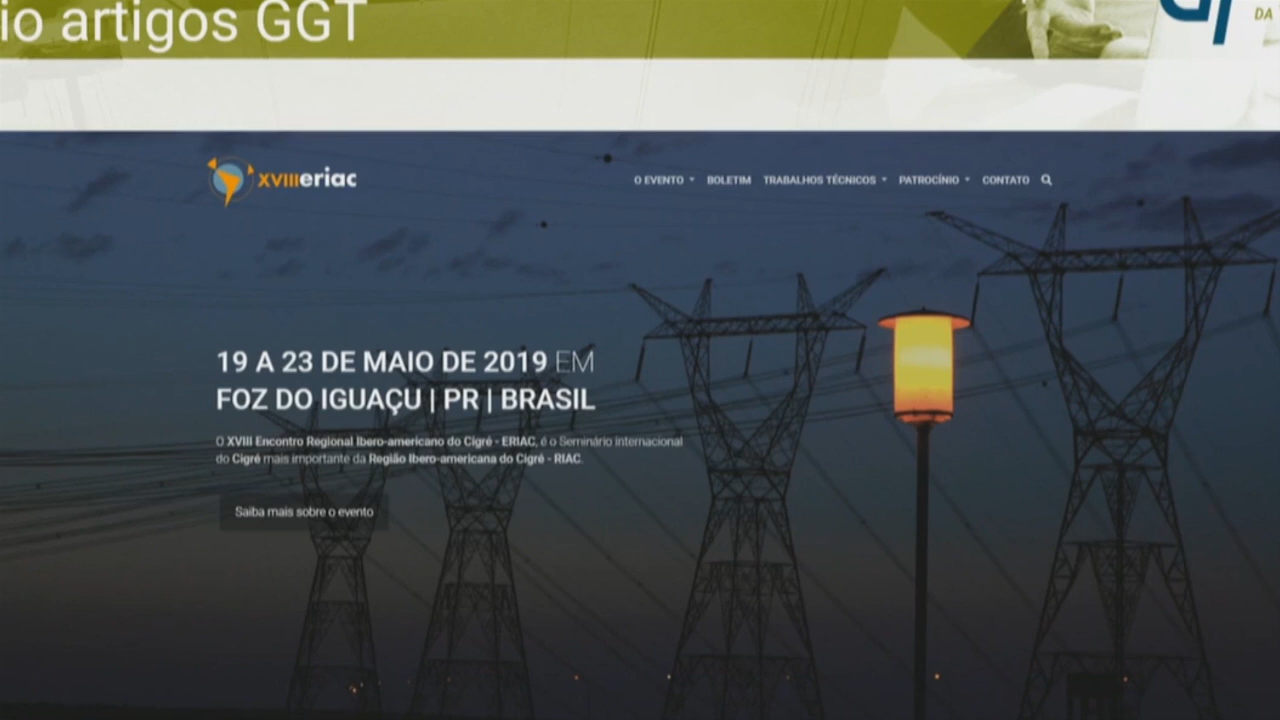 io artigos GGT
DA
XVIIIeriac
O EVENTO
BOLETIM
TRABALHOS TÉCNICOS
PATROCÍNIO
CONTATO
19 A 23 DE MAIO DE 2019 EM
FOZ DO IGUAÇU | PR | BRASIL
O XVIII Encontro Regional Ibero-americano do Cigré - ERIAC, é o Seminário internacional
do Cigré mais importante da Região Ibero-americana do Cigré - RIAC.
Saiba mais sobre o evento